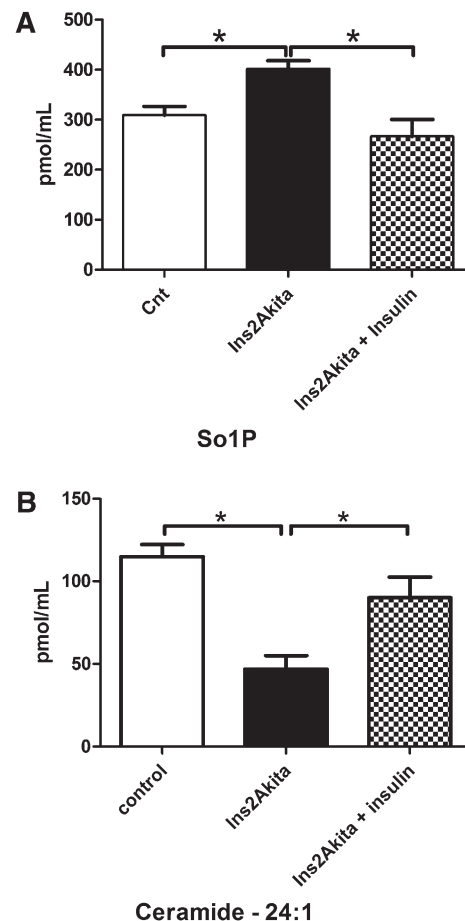 A
500
400
300
200
100
0
pmol/mL
* *
Cnt
Ins2Akita
Ins2Akita + Insulin
So1P
B
150
100
50
0
pmol/mL
* *
control
Ins2Akita
Ins2Akita + insulin
Ceramide - 24:1